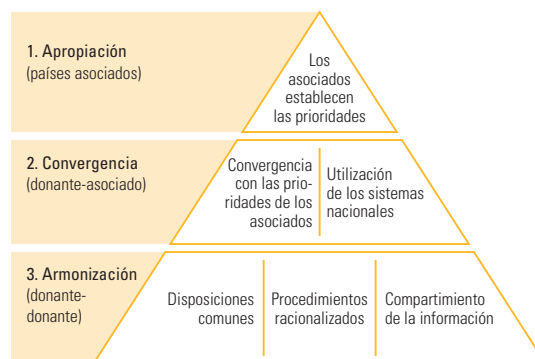 1. Apropiación
(países asociados)
Los
asociados
establecen
las prioridades
2. Convergencia
(donante-asociado)
Convergencia
con las prio-
ridades de los
asociados
Utilización
de los sistemas
nacionales
3. Armonización
(donante-
donante)
Disposiciones
comunes
Procedimientos
racionalizados
Compartimiento
de la información